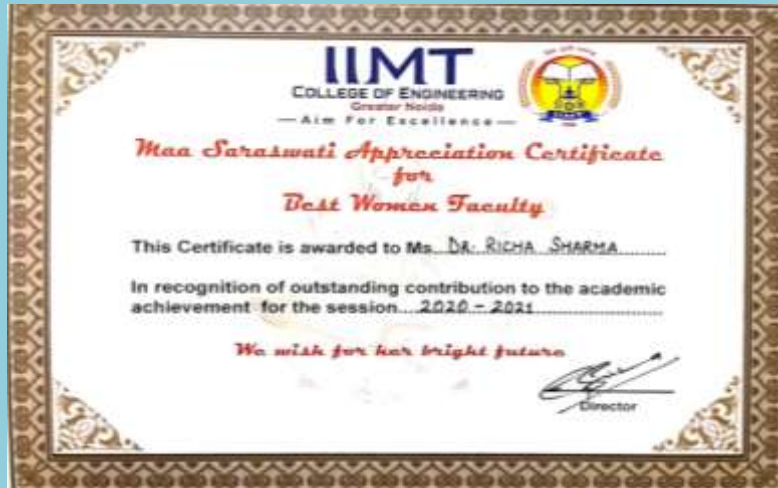 IIMT
COLLEGE OF ENGINEERING
Greater Noida
— Aim For Excellence —
Maa Saraswati Appreciation Certificate
for
Best Women Faculty
This Certificate is awarded to Ms. DR. RICHA SHARMA
In recognition of outstanding contribution to the academic
achievement for the session 2020 - 2021
We wish for her bright future
Director